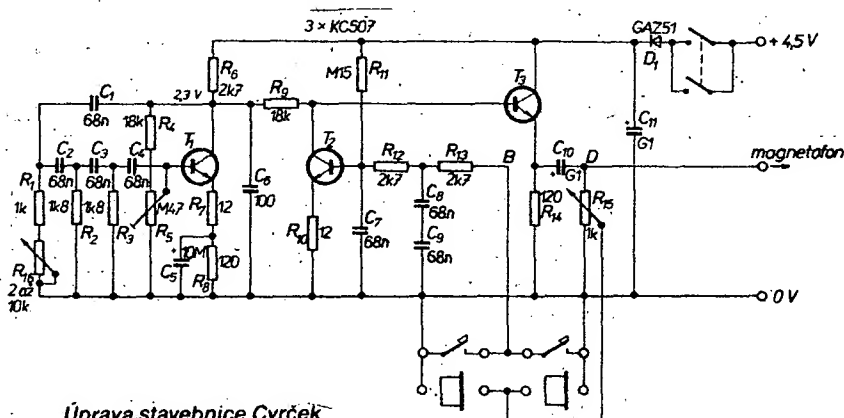 3 × KC507
GAZ51
+ 4,5 V
D1
R6
2k7
M15
R11
T3
C1
68n
2,3 V
R9
18k
18k
R4
T1
T2
C11
G1
C2
68n
C3
68n
C4
68n
R12
2k7
R13
2k7
B
C10
G1
D
magnetofon
R1
1k
1k8
R2
1k8
R3
M47
R5
R7
12
C6
100
C8
68n
120
R14
R15
1k
R10
12
C7
68n
C9
68n
R16
2 až
10k
10M
C5
120
R8
0 V
Úprava stavebnice Cvrček